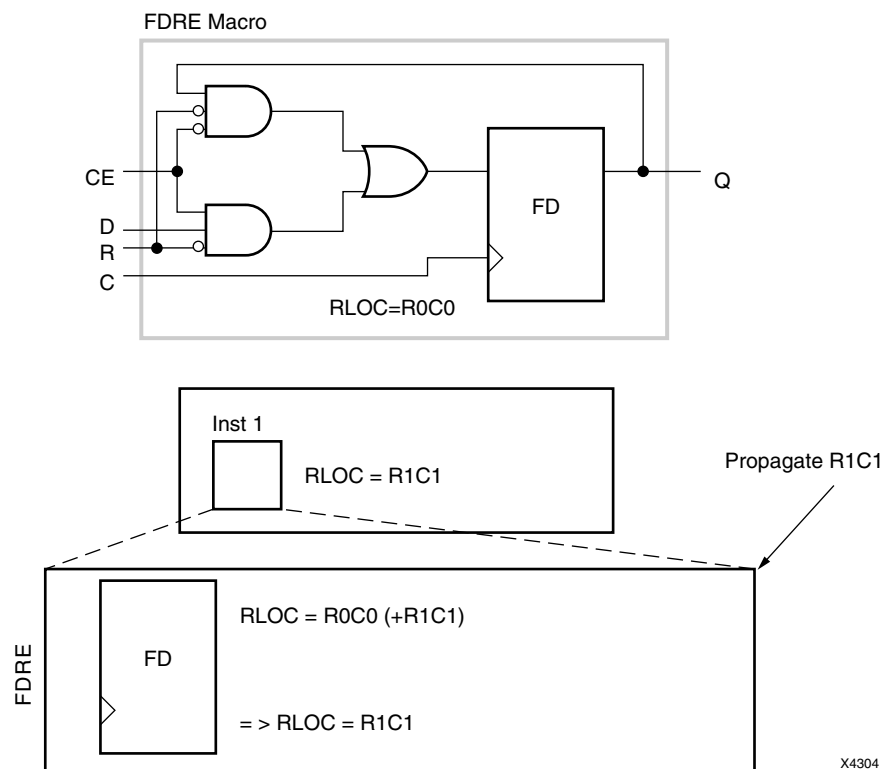 FDRE Macro
CE
D
R
C
Q
FD
RLOC=R0C0
Inst 1
RLOC = R1C1
Propagate R1C1
FDRE
FD
RLOC = R0C0 (+R1C1)
= > RLOC = R1C1
X4304